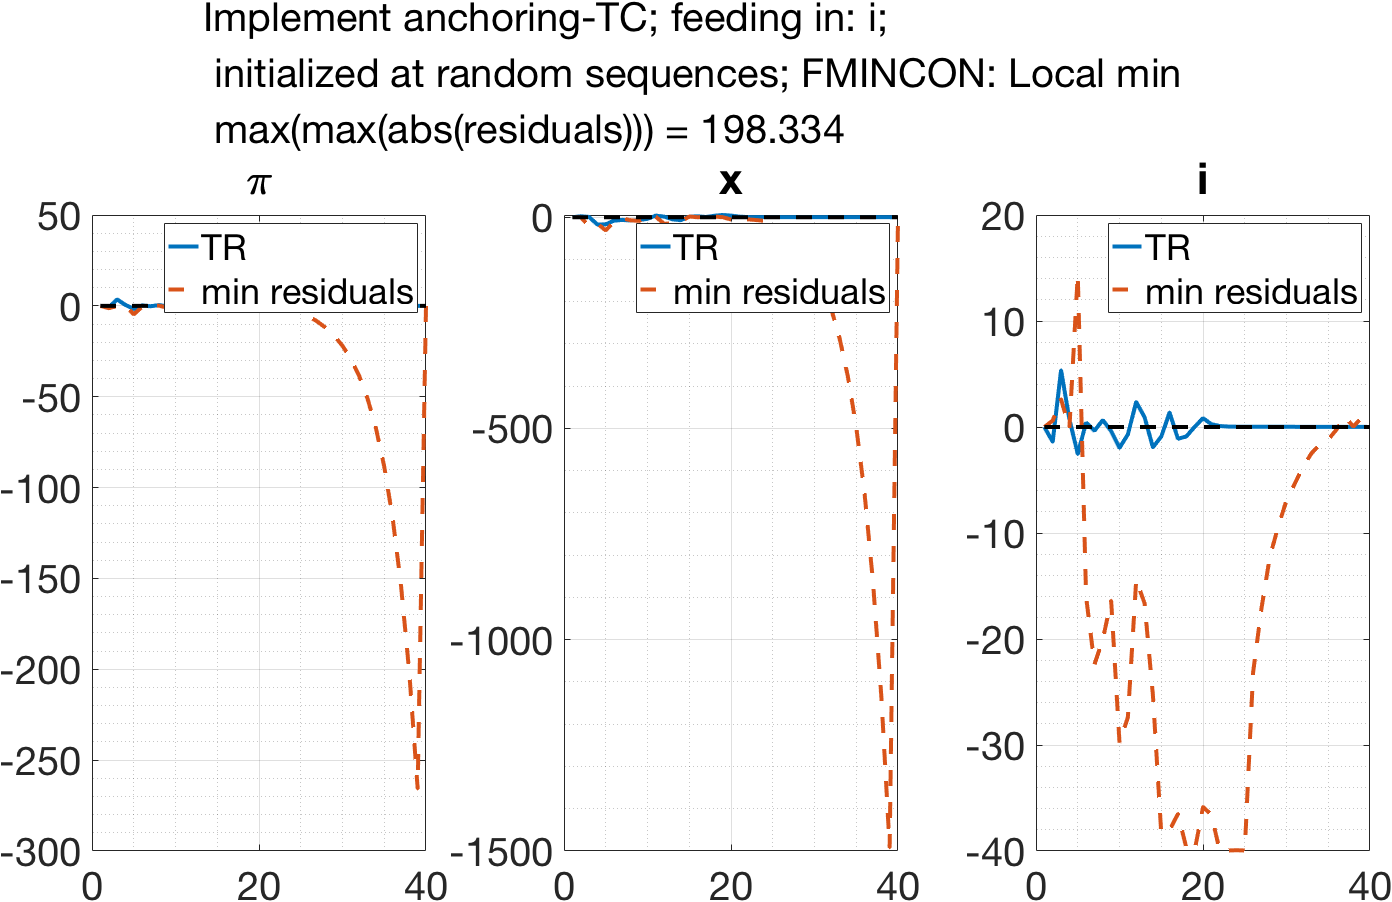 Implement anchoring-TC; feeding in: i;
initialized at random sequences; FMINCON: Local min
max(max(abs(residuals))) = 198.334
π
50
0
-50
-100
-150
-200
-250
-300
0
20
40
TR
min residuals
x
0
-500
-1000
-1500
0
20
40
TR
min residuals
i
20
10
0
-10
-20
-30
-40
0
20
40
TR
min residuals